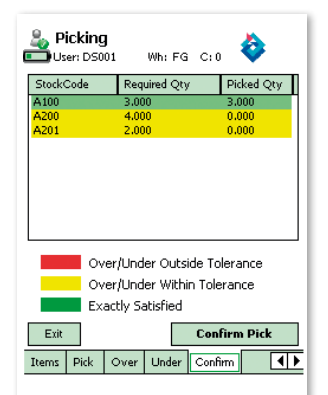 Picking
User: DS001 Wh: FG C: 0
StockCode Required Qty Picked Qty
A100 3.000 3.000
A200 4.000 0.000
A201 2.000 0.000
Over/Under Outside Tolerance
Over/Under Within Tolerance
Exactly Satisfied
Exit Confirm Pick
Items Pick Over Under Confirm